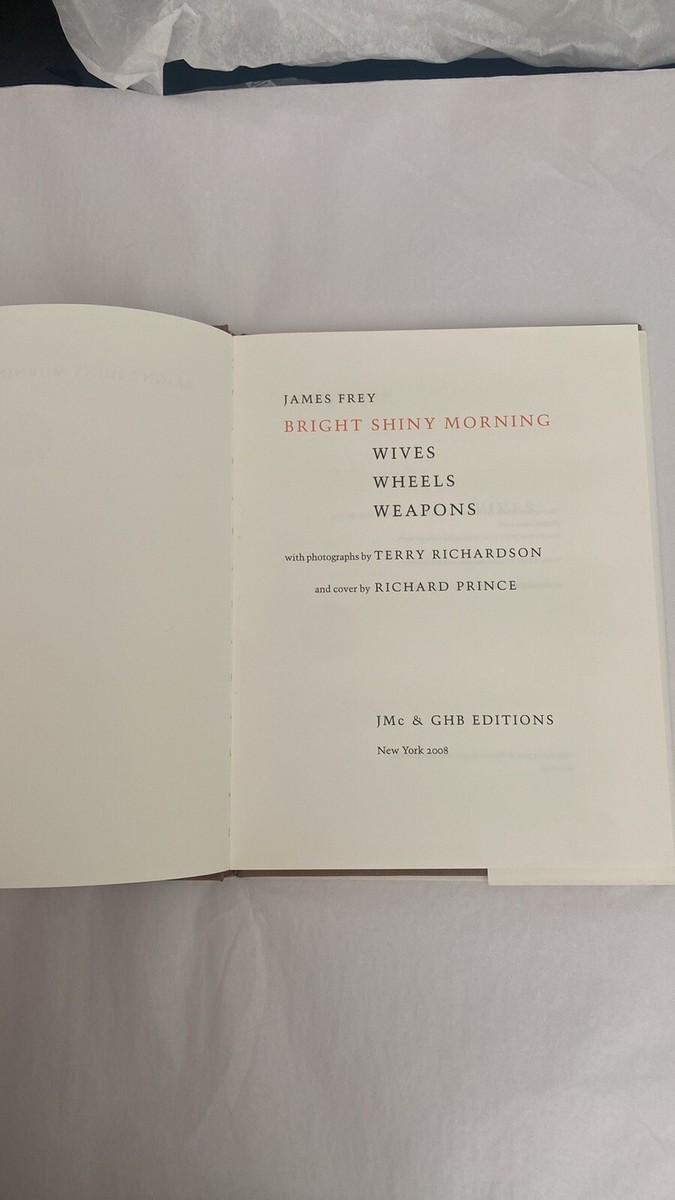 JAMES FREY
BRIGHT SHINY MORNING
WIVES
WHEELS
WEAPONS
with photographs by TERRY RICHARDSON
and cover by RICHARD PRINCE
JMc & GHB EDITIONS
New York 2008